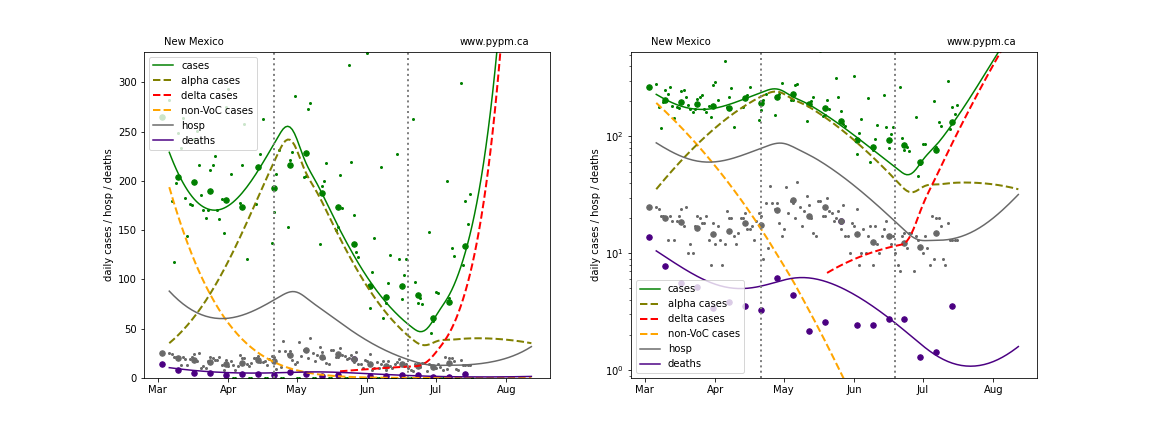 New Mexico www.pypm.ca
cases
alpha cases
delta cases
non-VoC cases
hosp
deaths
daily cases / hosp / deaths
300
250
200
150
100
50
0
Mar Apr May Jun Jul Aug
New Mexico www.pypm.ca
daily cases / hosp / deaths
10²
10¹
10⁰
cases
alpha cases
delta cases
non-VoC cases
hosp
deaths
Mar Apr May Jun Jul Aug